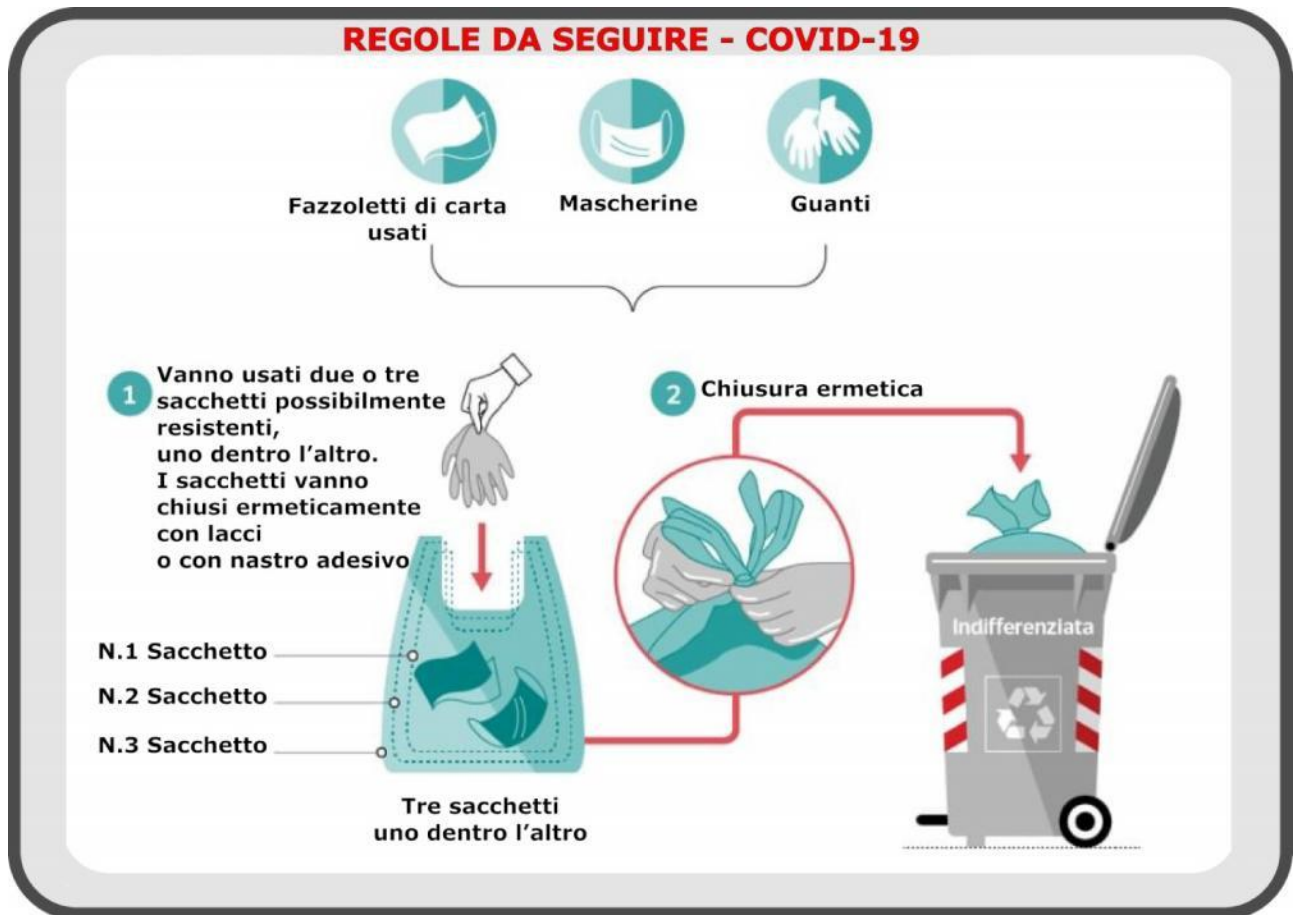 REGOLE DA SEGUIRE - COVID-19
Fazzoletti di carta
usati
Mascherine
Guanti
1
Vanno usati due o tre
sacchetti possibilmente
resistenti,
uno dentro l'altro.
I sacchetti vanno
chiusi ermeticamente
con lacci
o con nastro adesivo
2
Chiusura ermetica
N.1 Sacchetto
N.2 Sacchetto
N.3 Sacchetto
Tre sacchetti
uno dentro l'altro
Indifferenziata